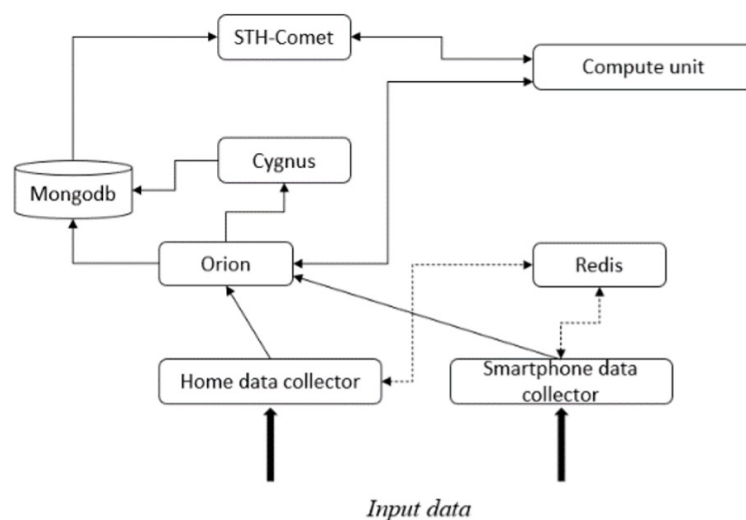 STH-Comet
Compute unit
Cygnus
Mongodb
Orion
Redis
Home data collector
Smartphone data
collector
Input data